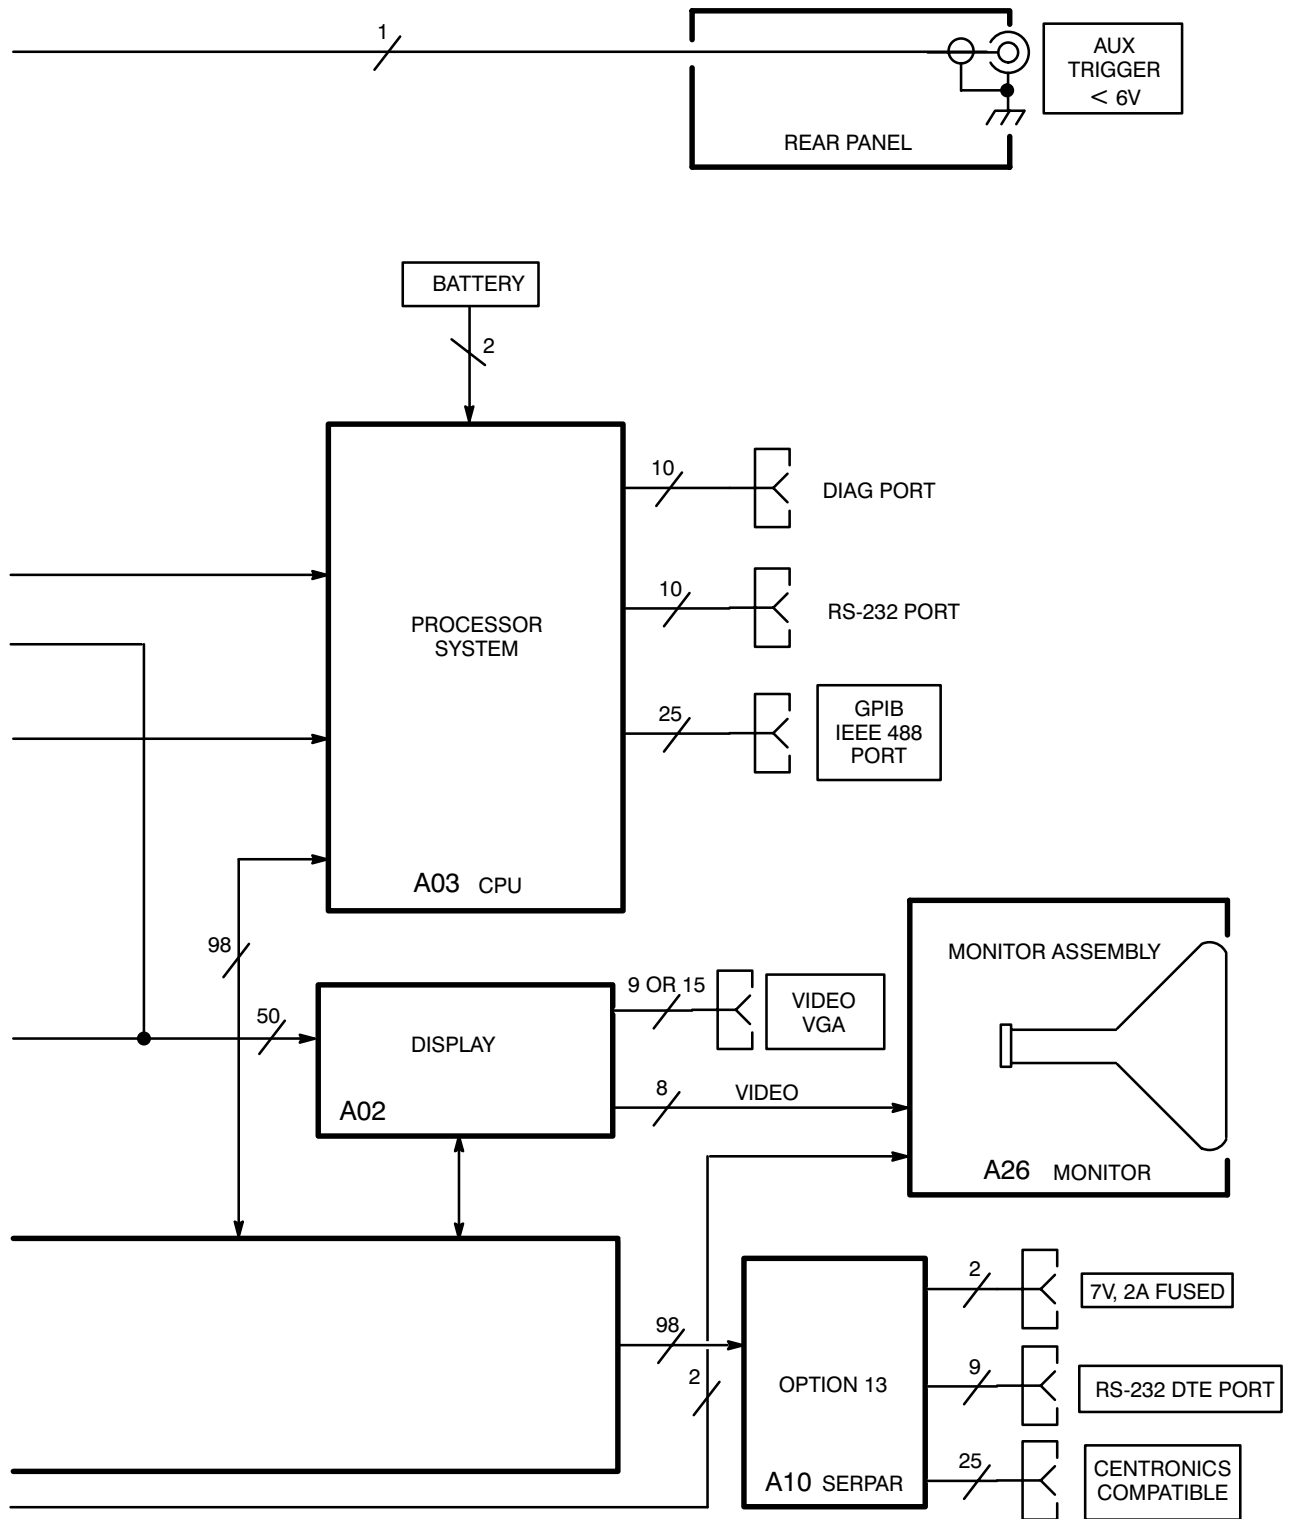 1
AUX
TRIGGER
< 6V
REAR PANEL
BATTERY
2
10
DIAG PORT
10
RS-232 PORT
PROCESSOR
SYSTEM
25
GPIB
IEEE 488
PORT
A03 CPU
98
MONITOR ASSEMBLY
9 OR 15
VIDEO
VGA
50
DISPLAY
8
VIDEO
A02
A26 MONITOR
2
7V, 2A FUSED
98
2
9
OPTION 13
RS-232 DTE PORT
25
CENTRONICS
COMPATIBLE
A10 SERPAR